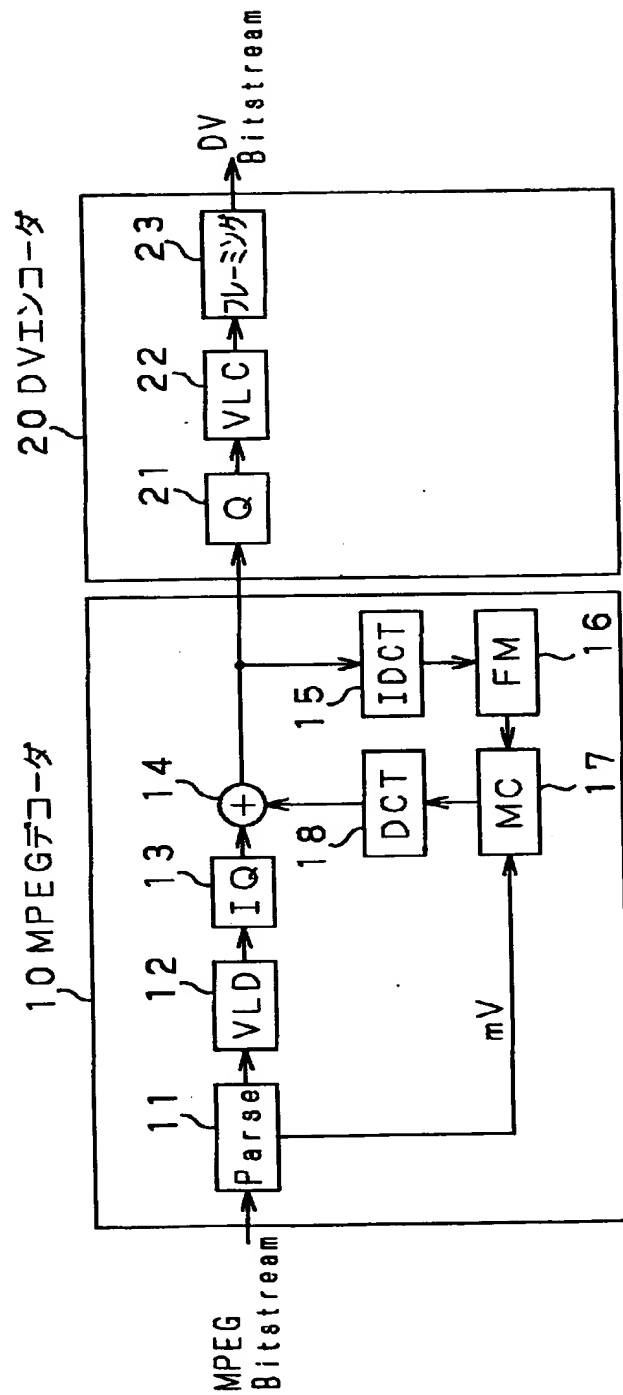 10 MPEGデコーダ
20 DVエンコーダ
MPEG
Bitstream
11
Parse
12
VLD
13
IQ
14
+
15
IDCT
16
FM
17
MC
18
DCT
mV
21
Q
22
VLC
23
フレーミング
DV
Bitstream